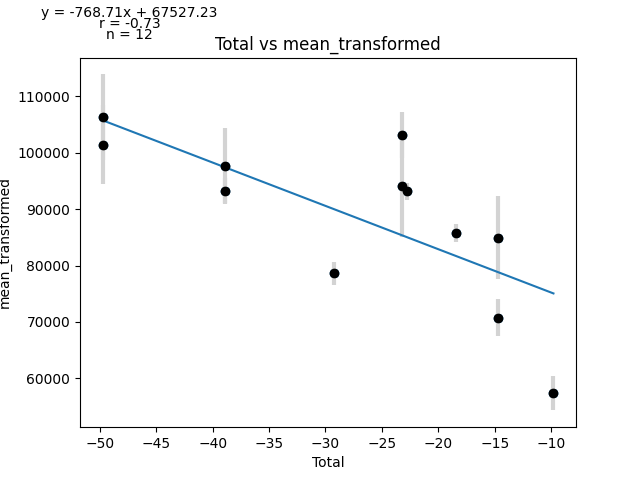 y = -768.71x + 67527.23
r = -0.73
n = 12
Total vs mean_transformed
mean_transformed
110000
100000
90000
80000
70000
60000
−50
−45
−40
−35
−30
−25
−20
−15
−10
Total